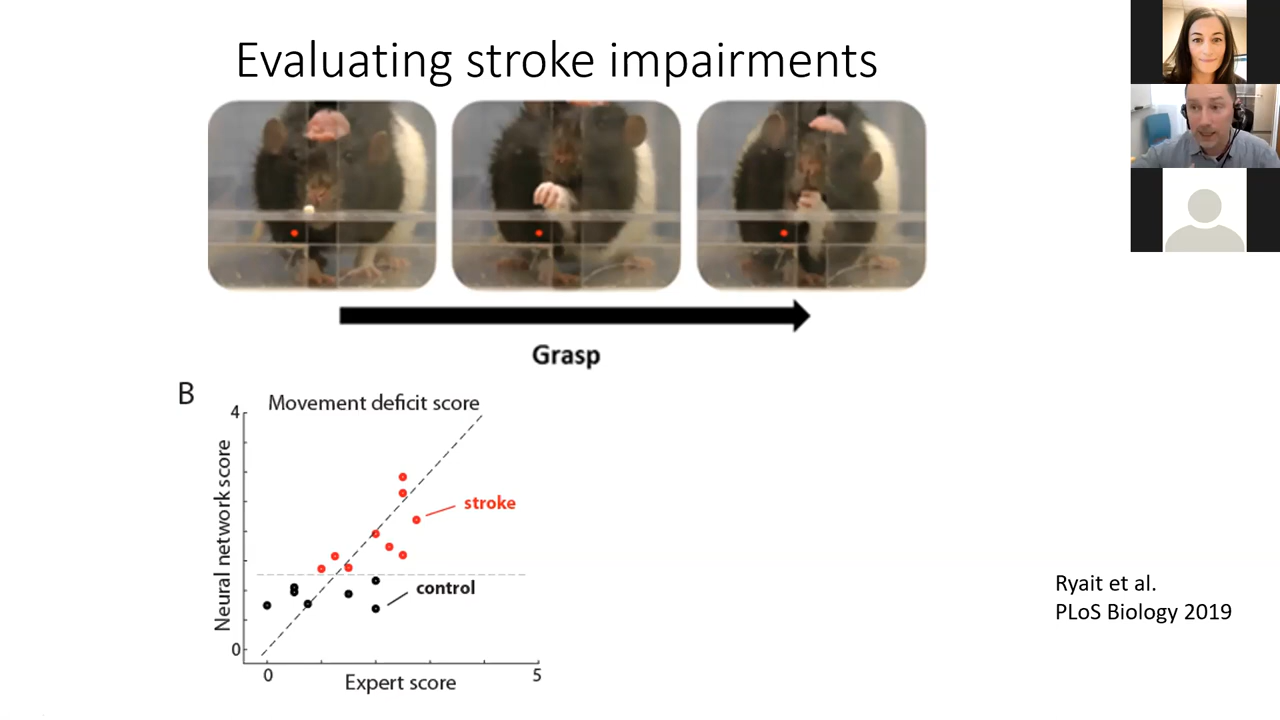 Evaluating stroke impairments
Grasp
B
Movement deficit score
4
Neural network score
stroke
control
0
0
5
Expert score
Ryait et al.
PLoS Biology 2019